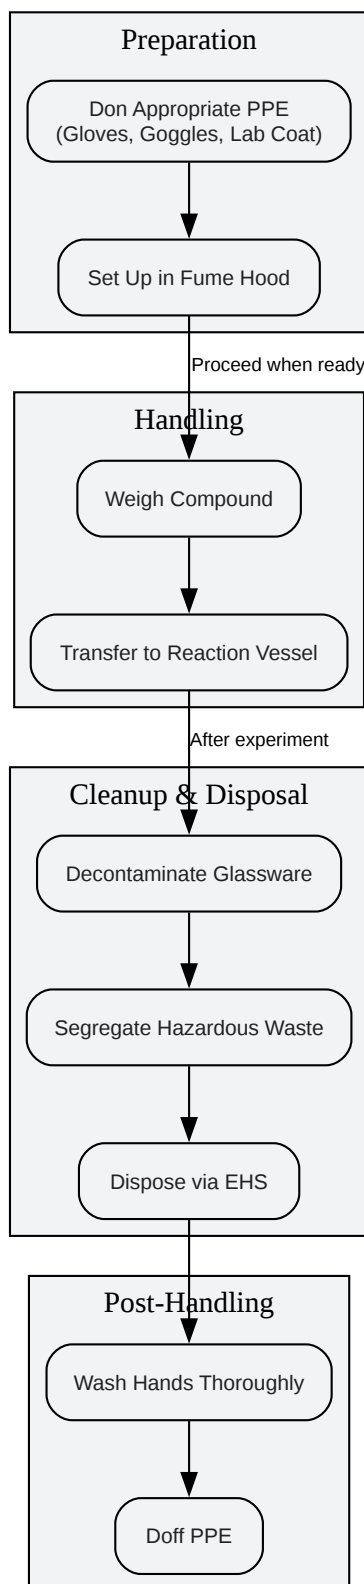 Preparation
Don Appropriate PPE
(Gloves, Goggles, Lab Coat)
Set Up in Fume Hood
Proceed when ready
Handling
Weigh Compound
Transfer to Reaction Vessel
After experiment
Cleanup & Disposal
Decontaminate Glassware
Segregate Hazardous Waste
Dispose via EHS
Post-Handling
Wash Hands Thoroughly
Doff PPE